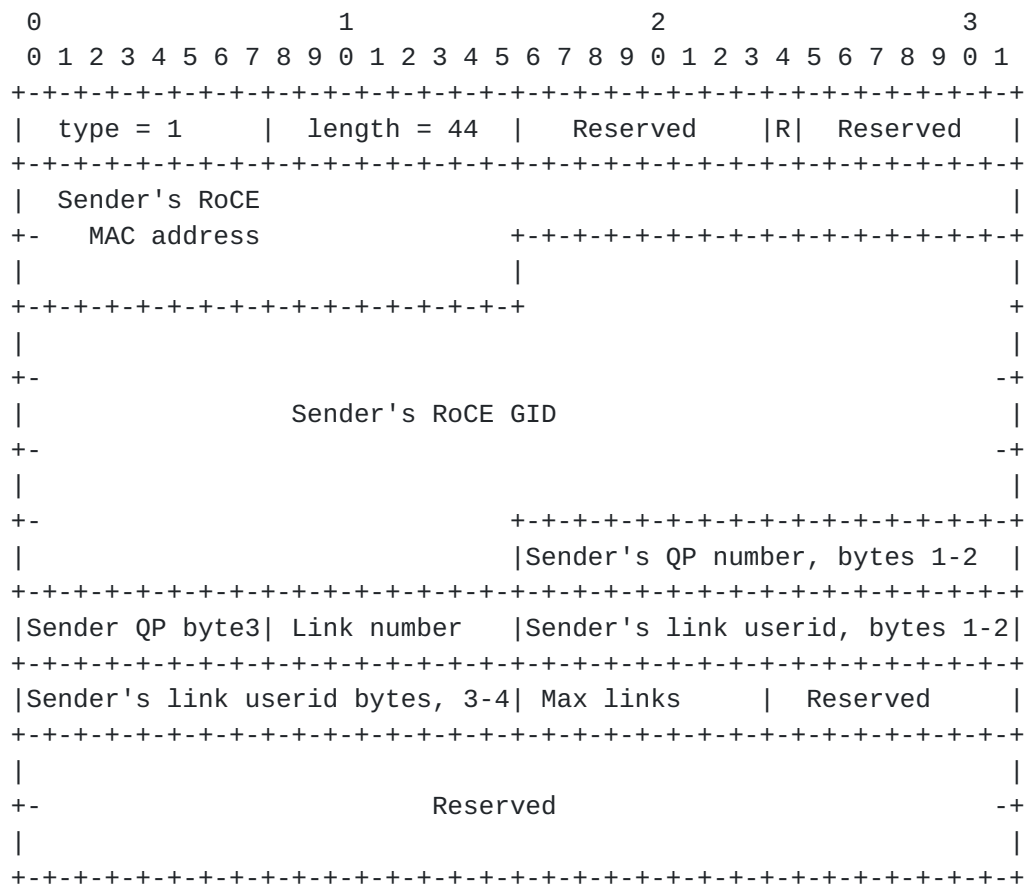 0                   1                   2                   3
 0 1 2 3 4 5 6 7 8 9 0 1 2 3 4 5 6 7 8 9 0 1 2 3 4 5 6 7 8 9 0 1
+-+-+-+-+-+-+-+-+-+-+-+-+-+-+-+-+-+-+-+-+-+-+-+-+-+-+-+-+-+-+-+-+
|  type = 1     |  length = 44  |   Reserved    |R|  Reserved   |
+-+-+-+-+-+-+-+-+-+-+-+-+-+-+-+-+-+-+-+-+-+-+-+-+-+-+-+-+-+-+-+-+
|  Sender's RoCE                                                |
+-   MAC address                +-+-+-+-+-+-+-+-+-+-+-+-+-+-+-+-+
|                               |                               |
+-+-+-+-+-+-+-+-+-+-+-+-+-+-+-+-+                               +
|                                                               |
+-                                                             -+
|                 Sender's RoCE GID                             |
+-                                                             -+
|                                                               |
+-                              +-+-+-+-+-+-+-+-+-+-+-+-+-+-+-+-+
|                               |Sender's QP number, bytes 1-2  |
+-+-+-+-+-+-+-+-+-+-+-+-+-+-+-+-+-+-+-+-+-+-+-+-+-+-+-+-+-+-+-+-+
|Sender QP byte3| Link number   |Sender's link userid, bytes 1-2|
+-+-+-+-+-+-+-+-+-+-+-+-+-+-+-+-+-+-+-+-+-+-+-+-+-+-+-+-+-+-+-+-+
|Sender's link userid bytes, 3-4| Max links     |  Reserved     |
+-+-+-+-+-+-+-+-+-+-+-+-+-+-+-+-+-+-+-+-+-+-+-+-+-+-+-+-+-+-+-+-+
|                                                               |
+-                         Reserved                            -+
|                                                               |
+-+-+-+-+-+-+-+-+-+-+-+-+-+-+-+-+-+-+-+-+-+-+-+-+-+-+-+-+-+-+-+-+